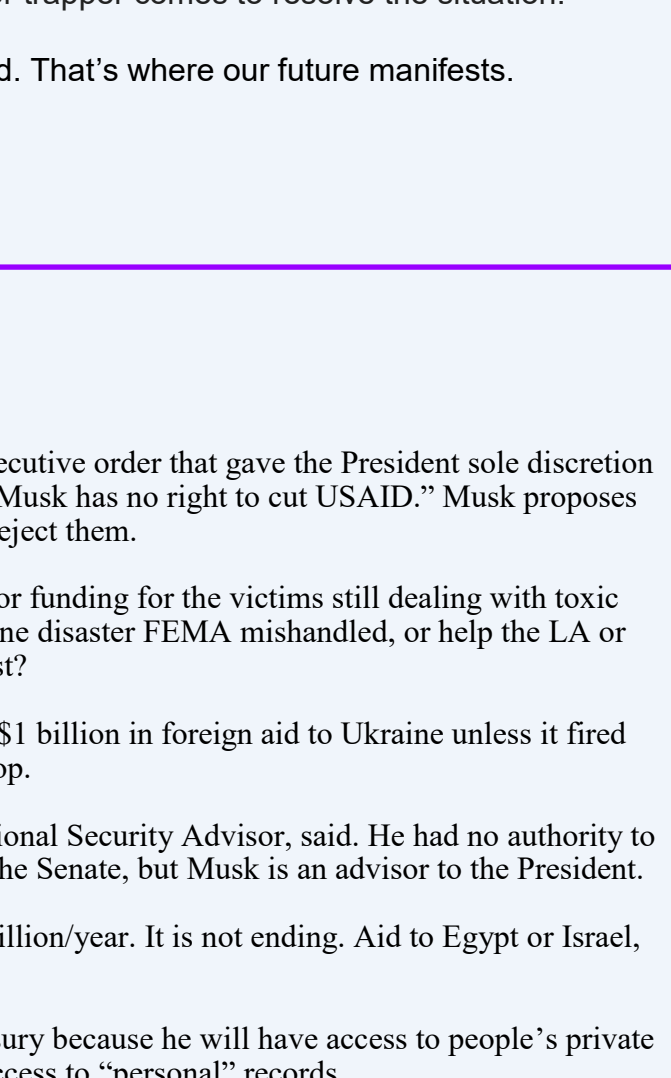 trapper comes to resolve the situation.
d. That’s where our future manifests.
ecutive order that gave the President sole discretion
Musk has no right to cut USAID.” Musk proposes
eject them.
or funding for the victims still dealing with toxic
ne disaster FEMA mishandled, or help the LA or
st?
$1 billion in foreign aid to Ukraine unless it fired
op.
ional Security Advisor, said. He had no authority to
he Senate, but Musk is an advisor to the President.
illion/year. It is not ending. Aid to Egypt or Israel,
ury because he will have access to people’s private
ccess to “personal” records.